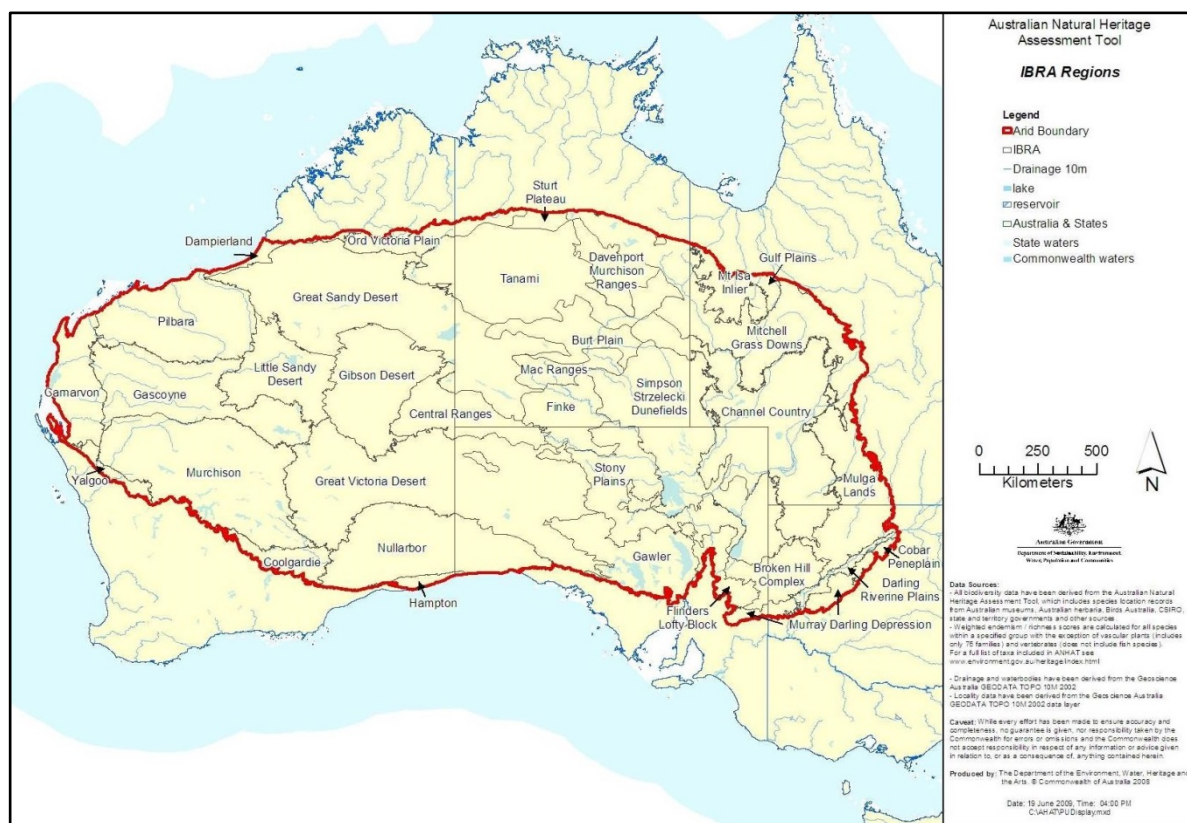 Australian Natural Heritage
Assessment Tool
IBRA Regions
Legend
Arid Boundary
IBRA
Drainage 10m
lake
reservoir
Australia & States
State waters
Commonwealth waters
Sturt
Plateau
Dampierland
Ord Victoria Plain
Gulf Plains
Tanami
Davenport
Murchison
Ranges
Mt Isa
Inlier
Great Sandy Desert
Pilbara
Mitchell
Grass Downs
Burt Plain
Little Sandy
Desert
Gibson Desert
Mac Ranges
Simpson
Strzelecki
Dunefields
Carnarvon
Gascoyne
Central Ranges
Finke
Channel Country
Yalgoo
Murchison
Great Victoria Desert
Stony
Plains
Mulga
Lands
Nullarbor
Coolgardie
Gawler
Broken Hill
Complex
Cobar
Peneplain
Hampton
Darling
Riverine Plains
Flinders
Lofty Block
Murray Darling Depression
0 250 500
Kilometers
N
Australian Government
Department of Sustainability, Environment,
Water, Population and Communities
Data Sources:
- All biodiversity data have been derived from the Australian Natural
Heritage Assessment Tool, which includes species location records
from Australian museums, Australian herbaria, Birds Australia, CSIRO,
state and territory governments and other sources.
- Weighted endemism / richness scores are calculated for all species
within a specified group with the exception of vascular plants (includes
only 76 families) and vertebrates (does not include fish species).
For a full list of taxa included in ANHAT see
www.environment.gov.au/heritage/index.html
- Drainage and waterbodies have been derived from the Geoscience
Australia GEODATA TOPO 10M 2002
- Locality data have been derived from the Geoscience Australia
GEODATA TOPO 10M 2002 data layer
Caveat: While every effort has been made to ensure accuracy and
completeness, no guarantee is given, nor responsibility taken by the
Commonwealth for errors or omissions and the Commonwealth does
not accept responsibility in respect of any information or advice given
in relation to, or as a consequence of, anything contained herein.
Produced by: The Department of the Environment, Water, Heritage and
the Arts. © Commonwealth of Australia 2008
Date: 19 June 2009, Time: 04:00 PM